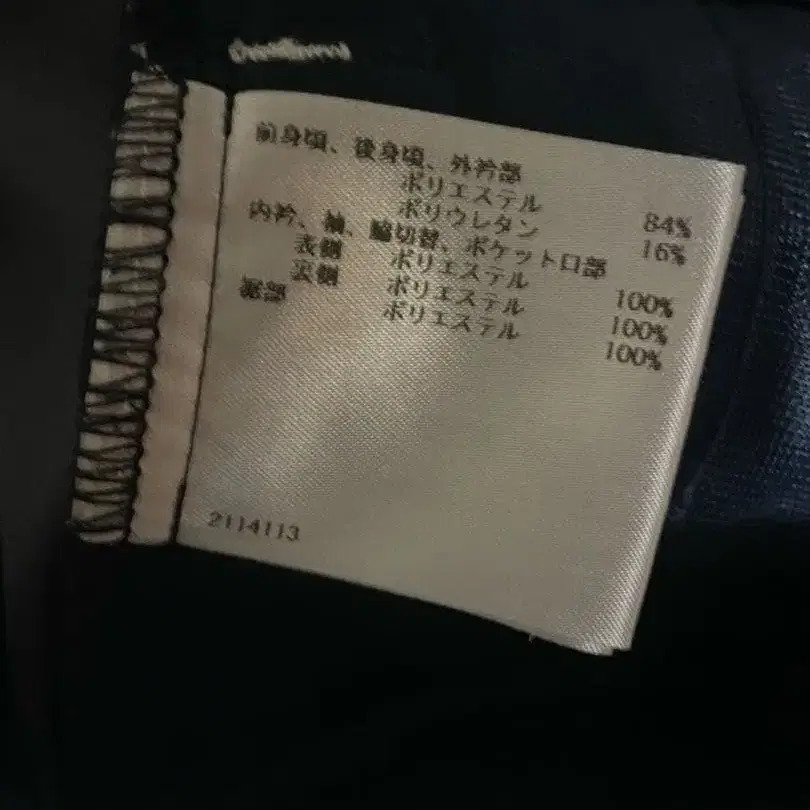 前身頃、後身頃、外衿部
ポリエステル 84%
ポリウレタン 16%
内衿、袖、脇切替、ポケット口部
表側 ポリエステル 100%
裏側 ポリエステル 100%
裾部 ポリエステル 100%
2114113